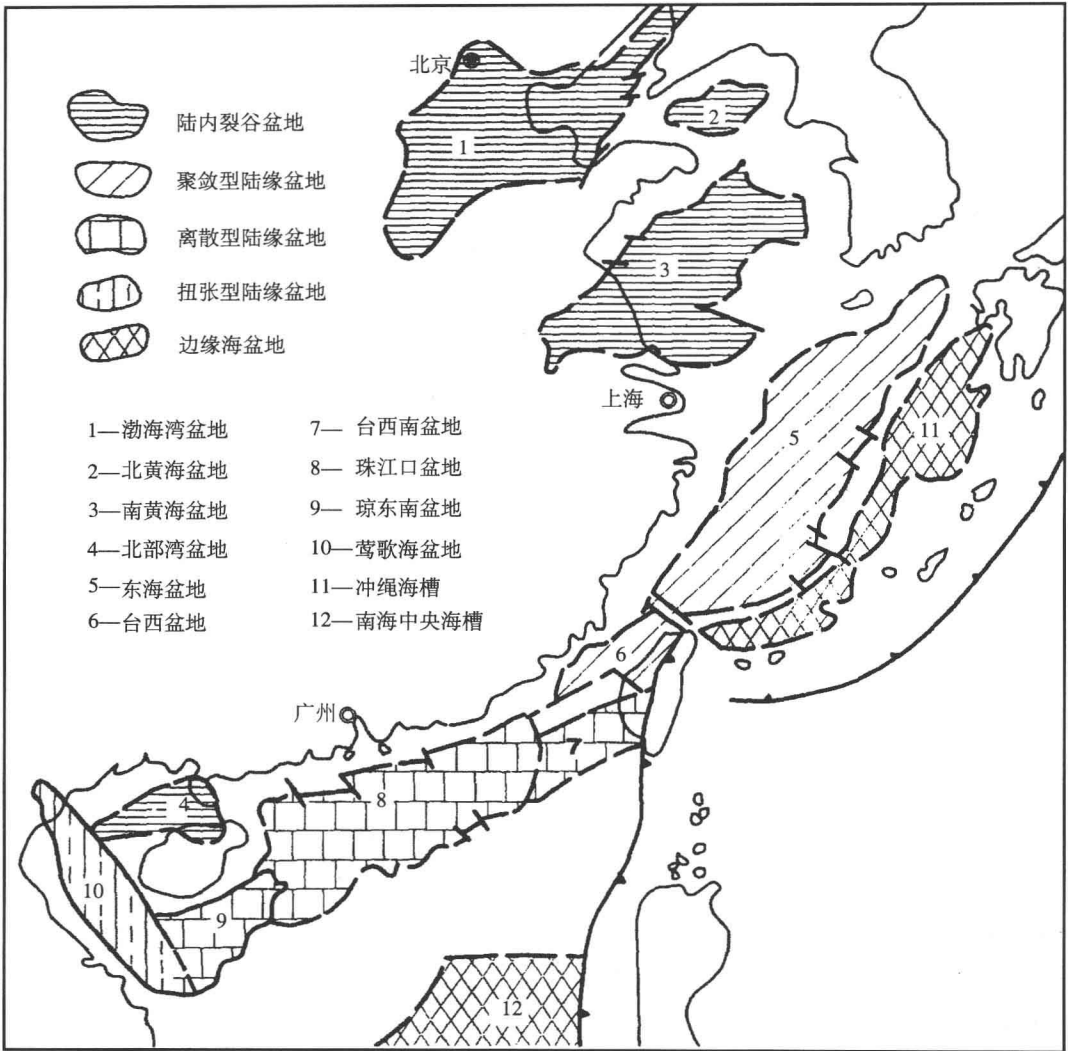 北京
陆内裂谷盆地
聚敛型陆缘盆地
离散型陆缘盆地
扭张型陆缘盆地
边缘海盆地
1—渤海湾盆地
2—北黄海盆地
3—南黄海盆地
4—北部湾盆地
5—东海盆地
6—台西盆地
7— 台西南盆地
8— 珠江口盆地
9— 琼东南盆地
10—莺歌海盆地
11—冲绳海槽
12—南海中央海槽
上海
广州
1
2
3
4
5
6
7
8
9
10
11
12